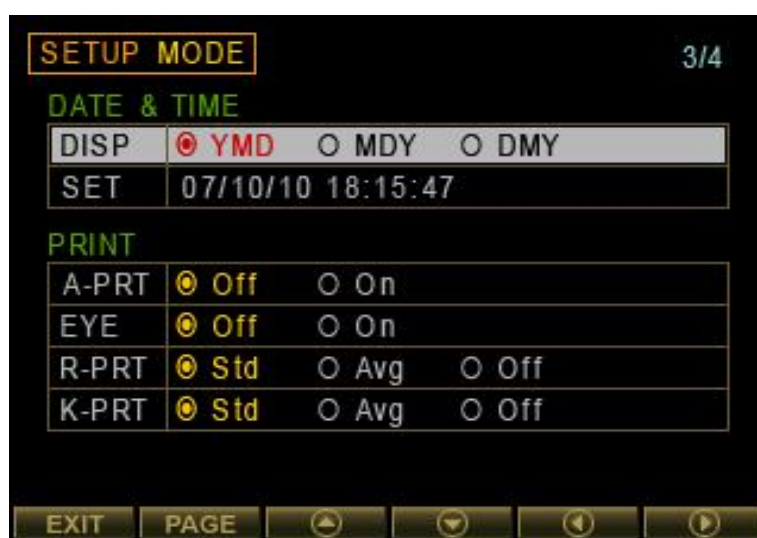 SETUP MODE 3/4
DATE & TIME
DISP YMD MDY DMY
SET 07/10/10 18:15:47
PRINT
A-PRT Off On
EYE Off On
R-PRT Std Avg Off
K-PRT Std Avg Off
EXIT PAGE